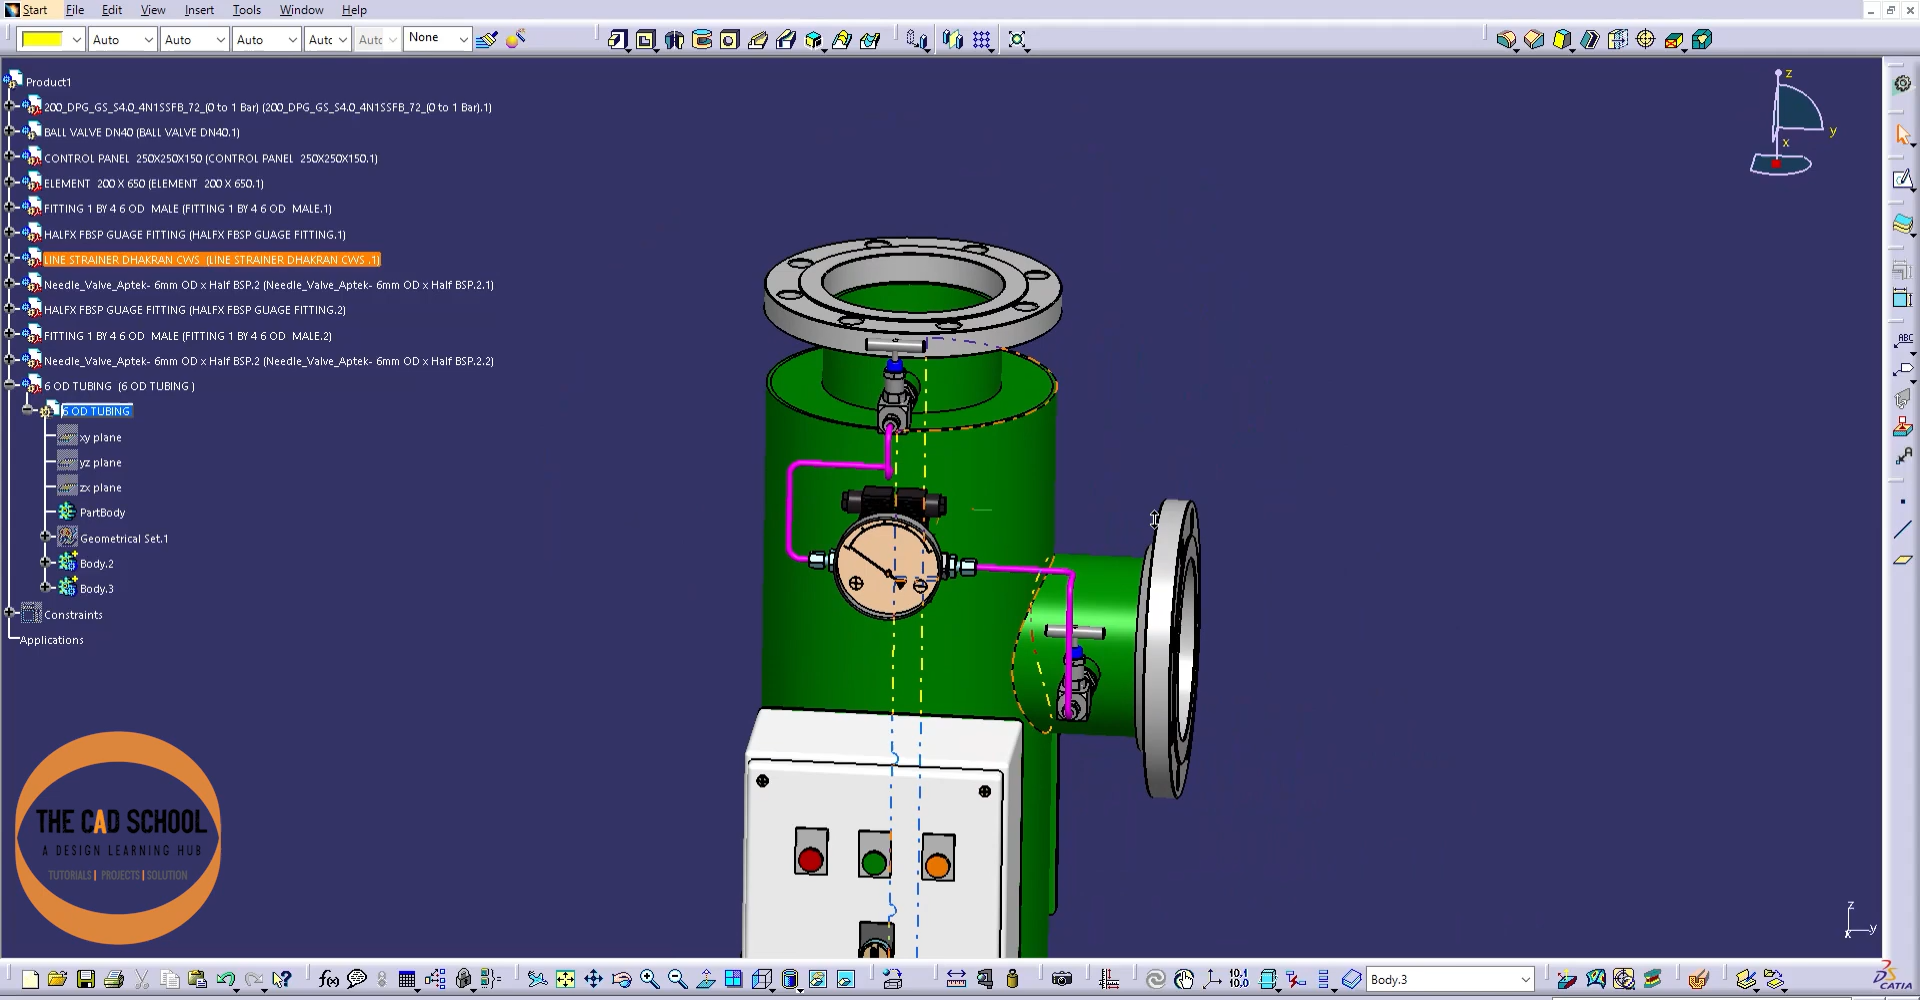 Start File Edit View Insert Tools Window Help
Auto Auto Auto Auto Auto None
Product1
200_DPG_GS_S4.0_4N1SSFB_72_(0 to 1 Bar) (200_DPG_GS_S4.0_4N1SSFB_72_(0 to 1 Bar).1)
BALL VALVE DN40 (BALL VALVE DN40.1)
CONTROL PANEL 250X250X150 (CONTROL PANEL 250X250X150.1)
ELEMENT 200 X 650 (ELEMENT 200 X 650.1)
FITTING 1 BY 4 6 OD MALE (FITTING 1 BY 4 6 OD MALE.1)
HALFX FBSP GUAGE FITTING (HALFX FBSP GUAGE FITTING.1)
LINE STRAINER DHAKRAN CWS (LINE STRAINER DHAKRAN CWS .1)
Needle_Valve_Aptek- 6mm OD x Half BSP.2 (Needle_Valve_Aptek- 6mm OD x Half BSP.2.1)
HALFX FBSP GUAGE FITTING (HALFX FBSP GUAGE FITTING.2)
FITTING 1 BY 4 6 OD MALE (FITTING 1 BY 4 6 OD MALE.2)
Needle_Valve_Aptek- 6mm OD x Half BSP.2 (Needle_Valve_Aptek- 6mm OD x Half BSP.2.2)
6 OD TUBING (6 OD TUBING )
6 OD TUBING
xy plane
yz plane
zx plane
PartBody
Geometrical Set.1
Body.2
Body.3
Constraints
Applications
z
y
x
ABC
THE CAD SCHOOL
A DESIGN LEARNING HUB
TUTORIALS | PROJECTS | SOLUTION
z
y
x
f(x)
10.1
10.0
Body.3
CATIA